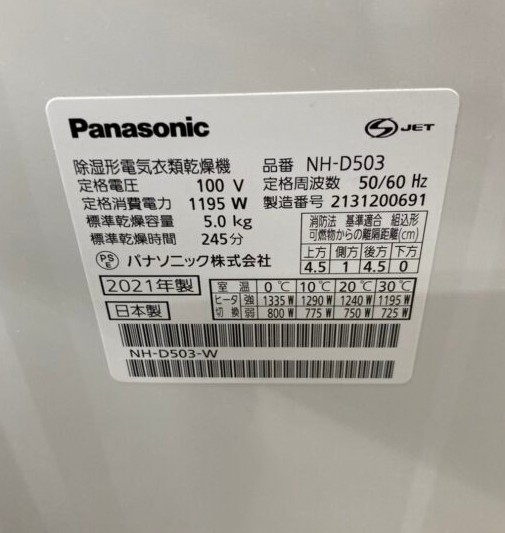 Panasonic
JET
除湿形電気衣類乾燥機 品番 NH-D503
定格電圧 100 V 定格周波数 50/60 Hz
定格消費電力 1195 W 製造番号 2131200691
標準乾燥容量 5.0 kg
標準乾燥時間 245分
消防法 基準適合 組込形
可燃物からの離隔距離(cm)
上方 側方 後方 下方
4.5 1 4.5 0
PSE パナソニック株式会社
2021年製
日本製
室温 0℃ 10℃ 20℃ 30℃
ヒータ 強 1335 W 1290 W 1240 W 1195 W
切換 弱 800 W 775 W 750 W 725 W
NH-D503-W